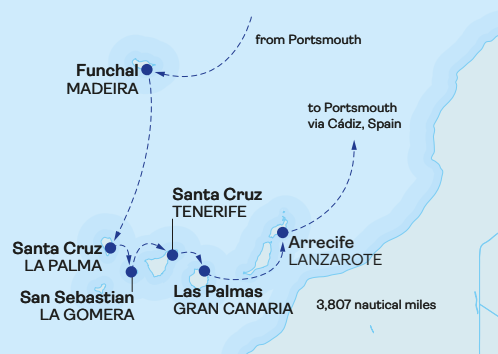 from Portsmouth
Funchal
MADEIRA
to Portsmouth
via Cádiz, Spain
Santa Cruz
TENERIFE
Santa Cruz
LA PALMA
Arrecife
LANZAROTE
San Sebastian
LA GOMERA
Las Palmas
GRAN CANARIA
3,807 nautical miles